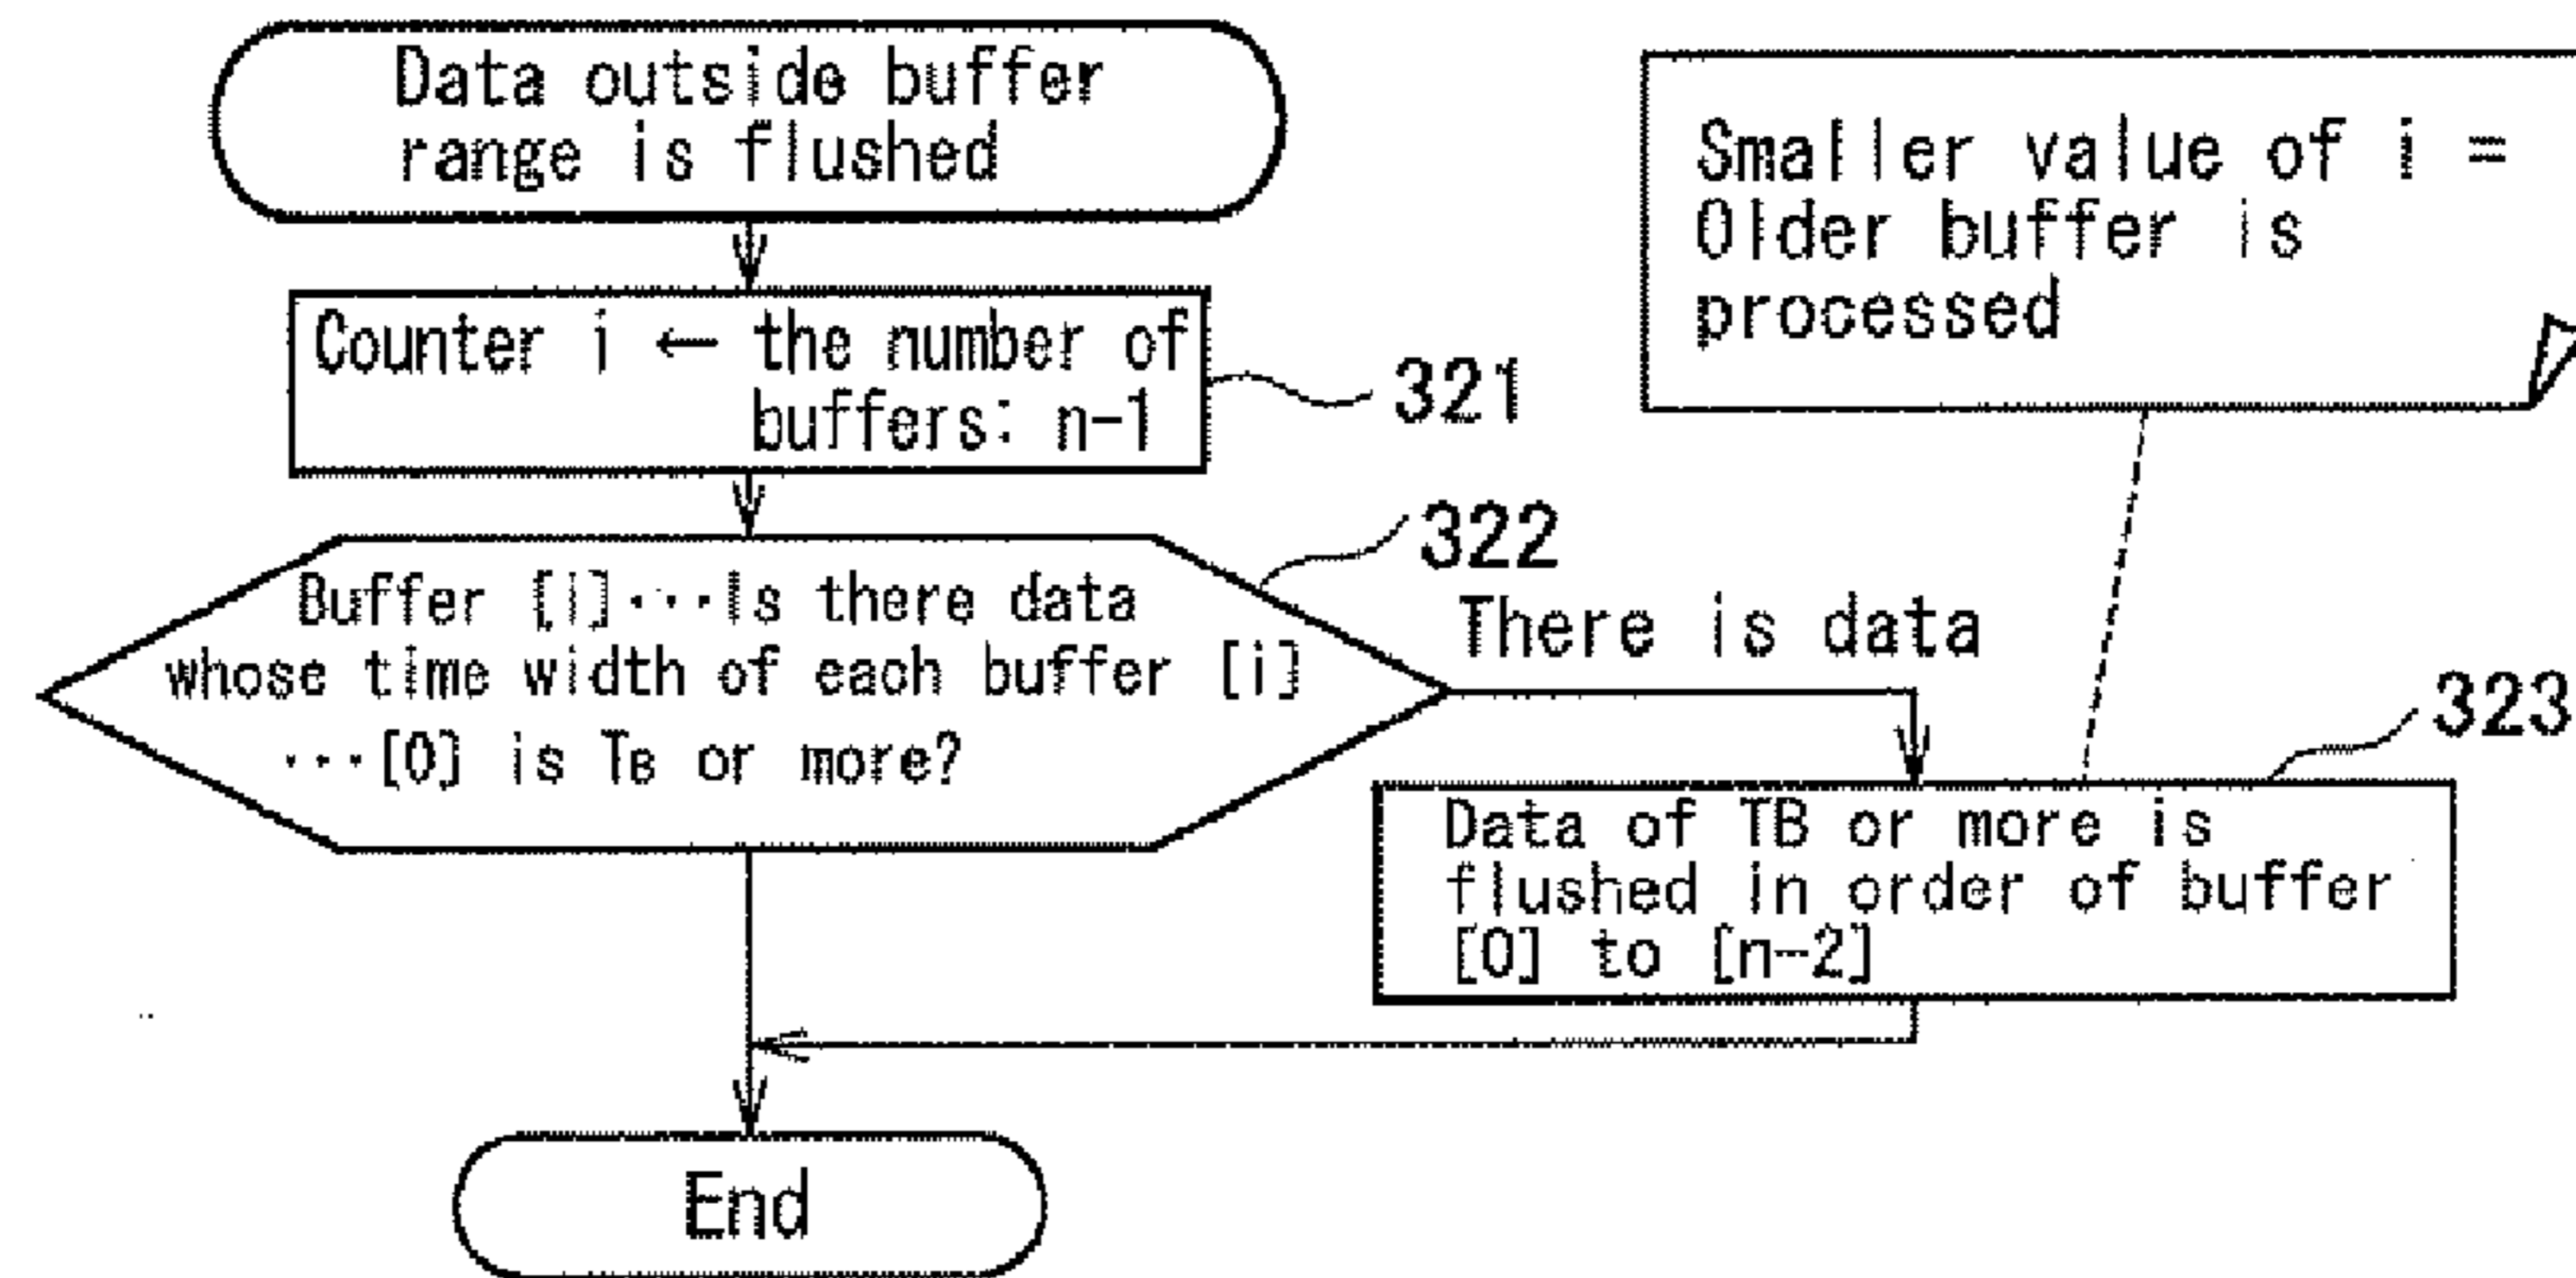 Data outside buffer
range is flushed
Smaller value of i =
Older buffer is
processed
Counter i ← the number of
buffers: n-1
321
322
Buffer [i]···Is there data
whose time width of each buffer [i]
···[0] is TB or more?
There is data
323
Data of TB or more is
flushed in order of buffer
[0] to [n-2]
End